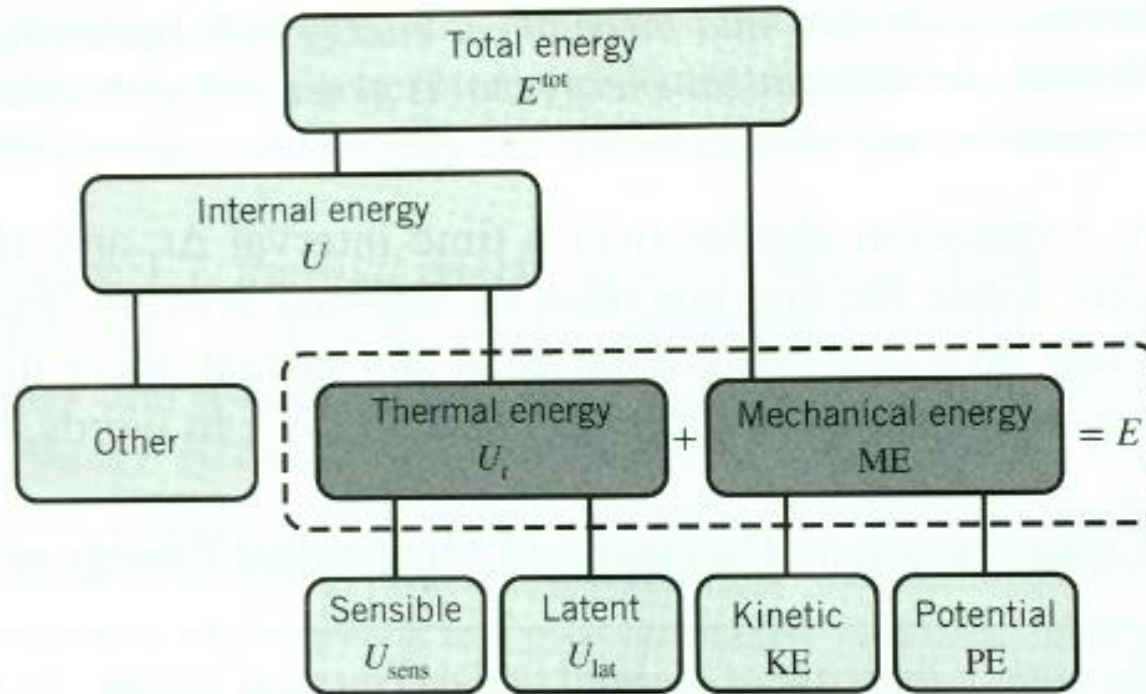 Total energy
E^tot
Internal energy
U
Other
Thermal energy
U_t
+
Mechanical energy
ME
= E
Sensible
U_sens
Latent
U_lat
Kinetic
KE
Potential
PE